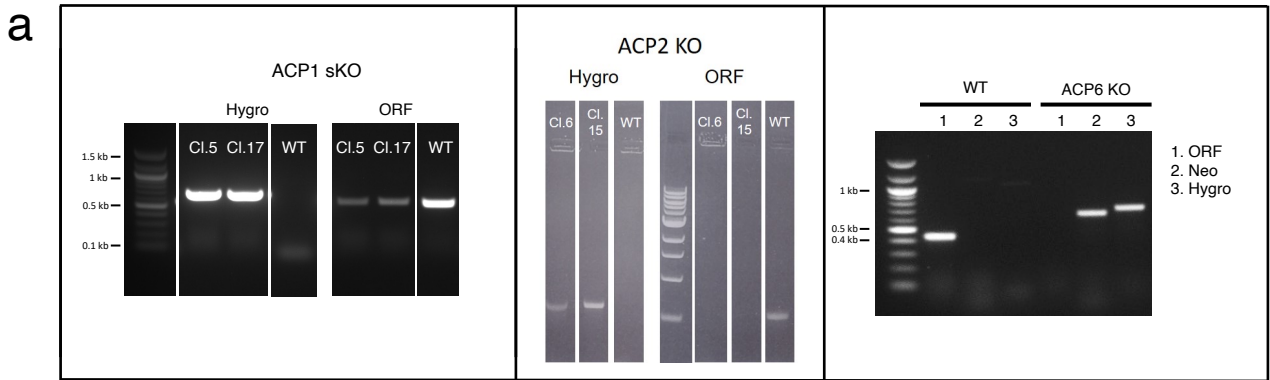 a
ACP1 sKO
Hygro ORF
Cl.5 Cl.17 WT Cl.5 Cl.17 WT
1.5 kb
1 kb
0.5 kb
0.1 kb
ACP2 KO
Hygro ORF
Cl.6 Cl. 15 WT Cl.6 Cl. 15 WT
WT ACP6 KO
1 2 3 1 2 3
1 kb
0.5 kb
0.4 kb
1. ORF
2. Neo
3. Hygro